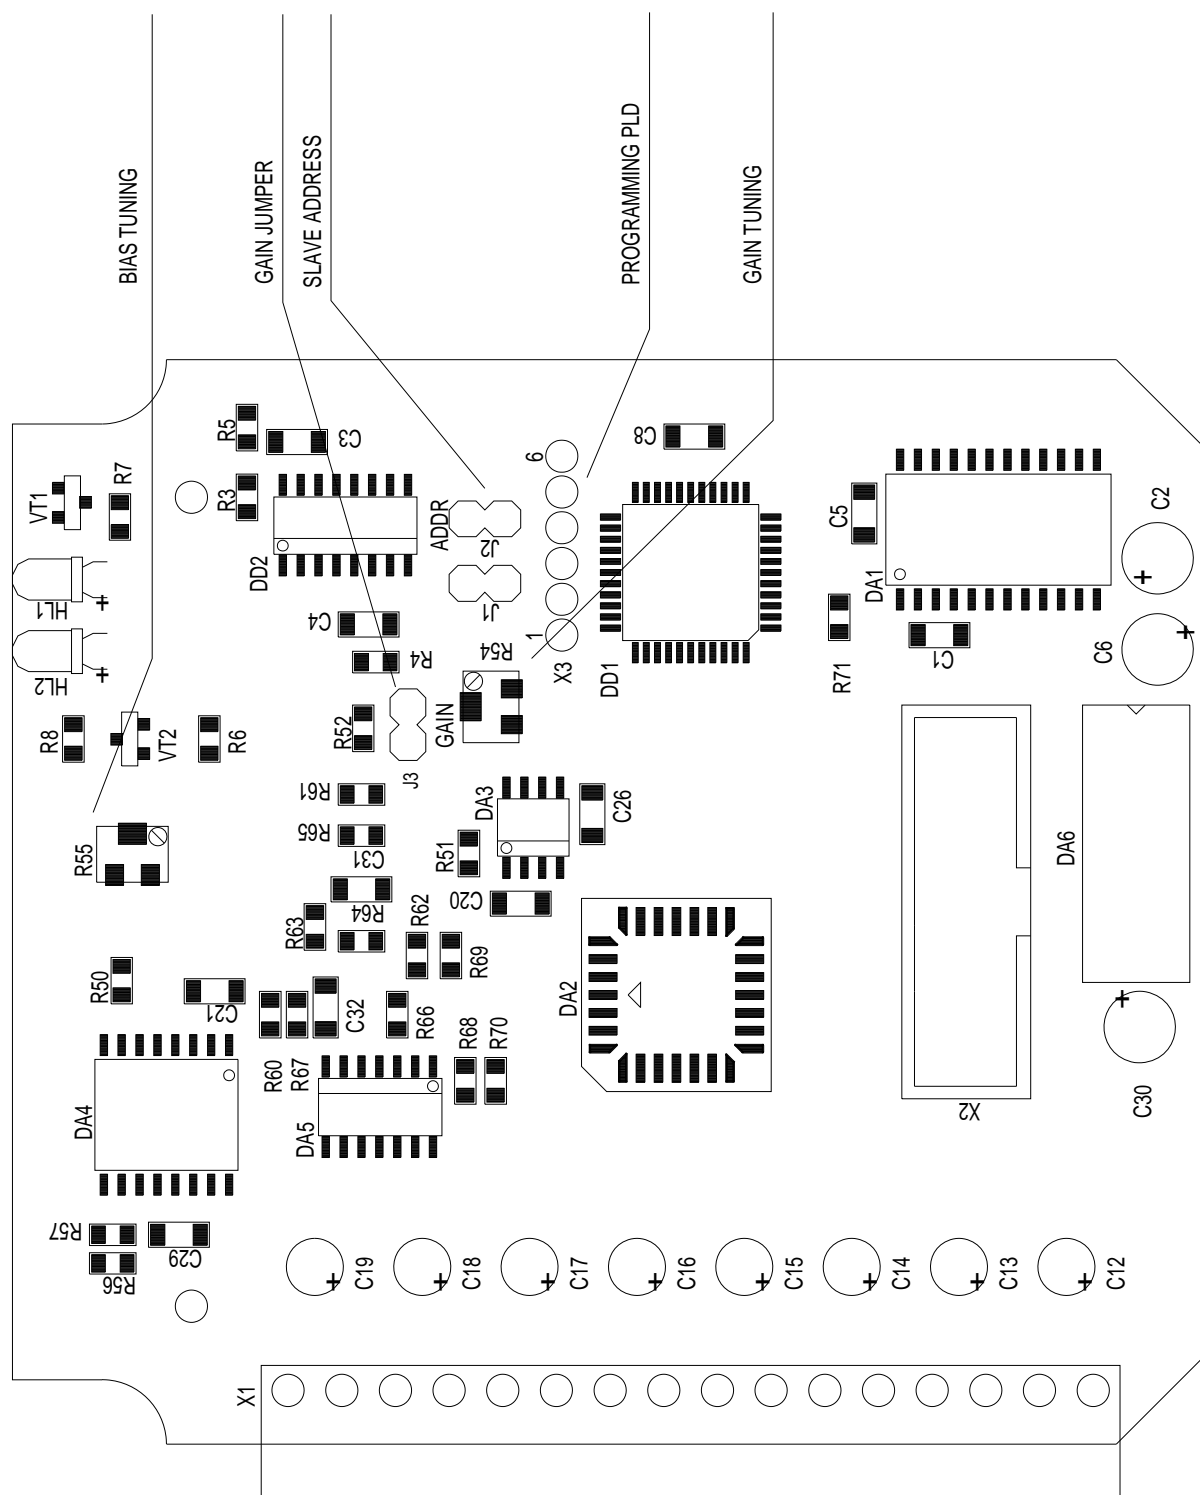 BIAS TUNING
GAIN JUMPER
SLAVE ADDRESS
PROGRAMMING PLD
GAIN TUNING
R5
C3
C8
6
R7
VT1
R3
ADDR
J2
C5
C2
DD2
J1
DA1
HL1
C4
1
R54
X3
DD1
R71
C1
C6
HL2
R4
R8
VT2
R6
R52
GAIN
J3
R61
DA3
C26
R65
DA6
R55
C31
R51
R63
R64
R62
C20
R69
R50
C21
C32
R66
DA2
R60
R67
R68
R70
DA4
DA5
X2
C30
R57
R56
C29
C19
C18
C17
C16
C15
C14
C13
C12
X1